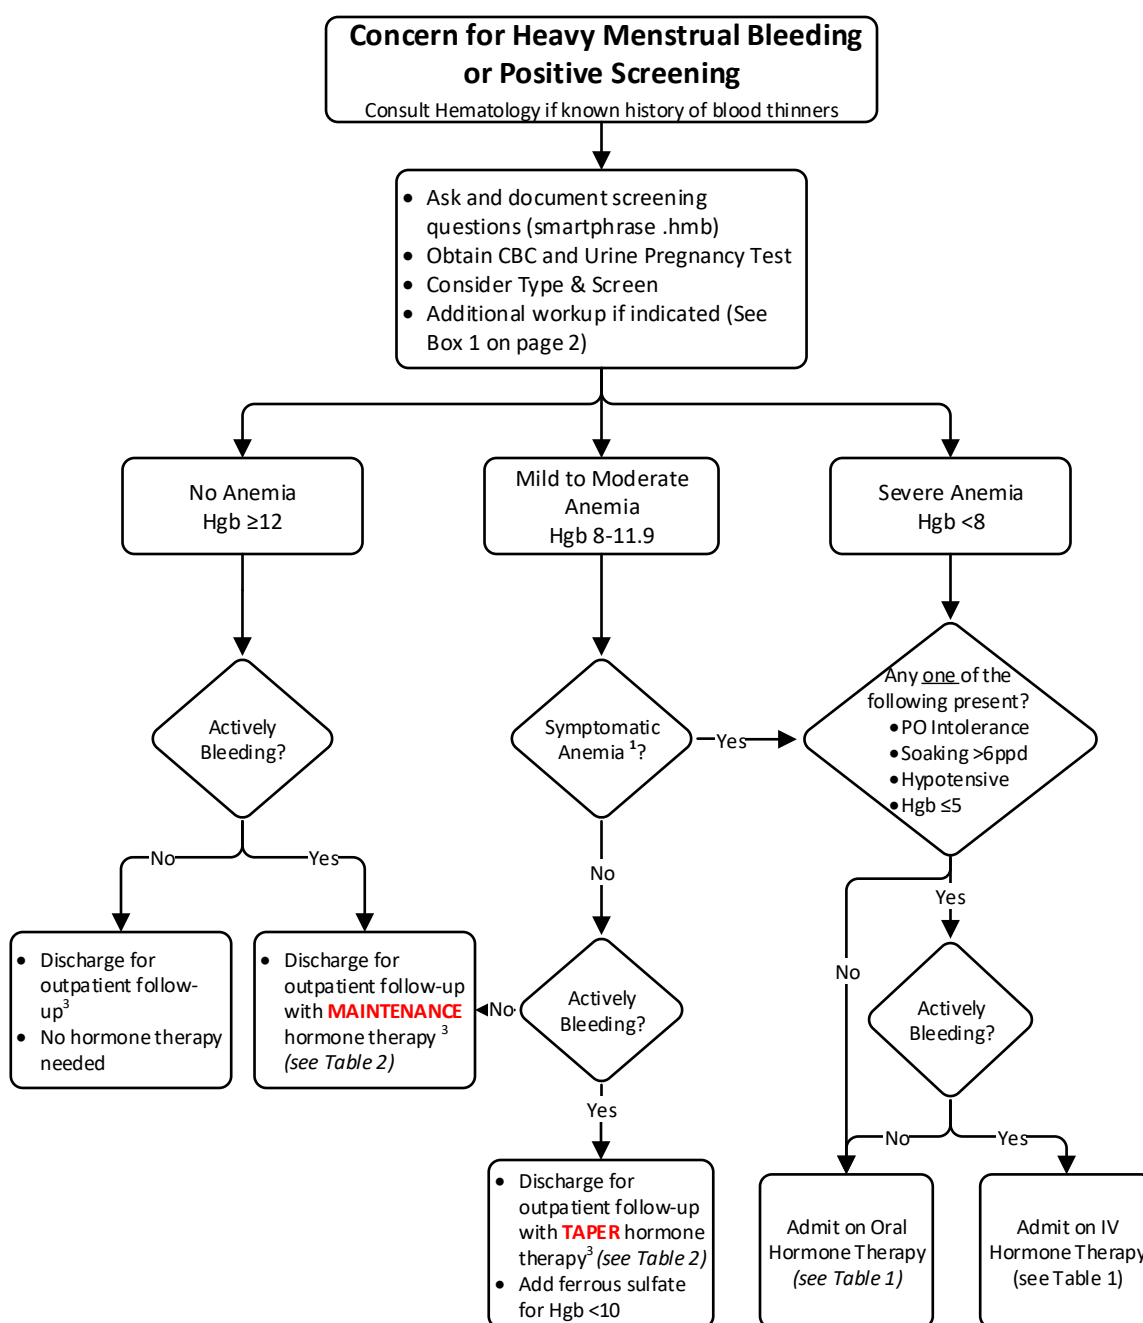 Concern for Heavy Menstrual Bleeding
or Positive Screening
Consult Hematology if known history of blood thinners
• Ask and document screening
questions (smartphrase .hmb)
• Obtain CBC and Urine Pregnancy Test
• Consider Type & Screen
• Additional workup if indicated (See
Box 1 on page 2)
No Anemia
Hgb ≥12
Mild to Moderate
Anemia
Hgb 8-11.9
Severe Anemia
Hgb <8
Actively
Bleeding?
Symptomatic
Anemia ¹?
Yes
Any one of the
following present?
• PO Intolerance
• Soaking >6ppd
• Hypotensive
• Hgb ≤5
No
Yes
No
Yes
No
• Discharge for
outpatient follow-
up³
• No hormone therapy
needed
• Discharge for
outpatient follow-up
with MAINTENANCE
hormone therapy ³
(see Table 2)
No
Actively
Bleeding?
Actively
Bleeding?
Yes
No
Yes
• Discharge for
outpatient follow-up
with TAPER hormone
therapy³ (see Table 2)
• Add ferrous sulfate
for Hgb <10
Admit on Oral
Hormone Therapy
(see Table 1)
Admit on IV
Hormone Therapy
(see Table 1)